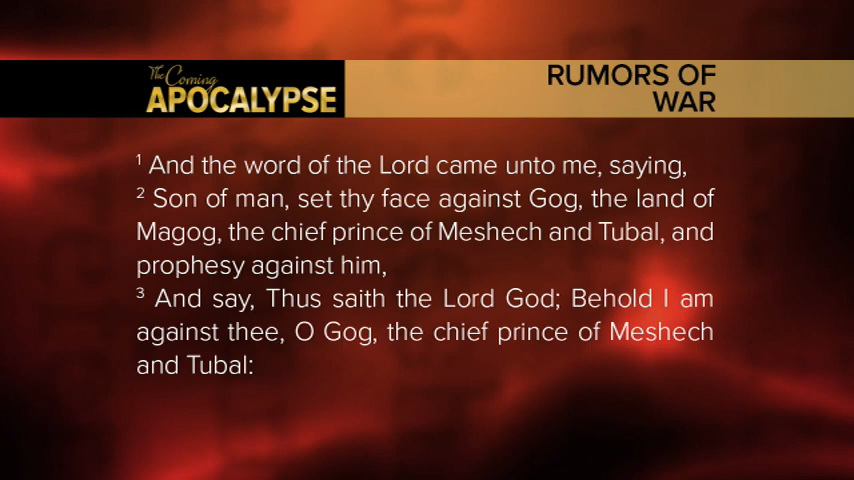 The Coming
APOCALYPSE
RUMORS OF
WAR
¹ And the word of the Lord came unto me, saying,
² Son of man, set thy face against Gog, the land of
Magog, the chief prince of Meshech and Tubal, and
prophesy against him,
³ And say, Thus saith the Lord God; Behold I am
against thee, O Gog, the chief prince of Meshech
and Tubal: